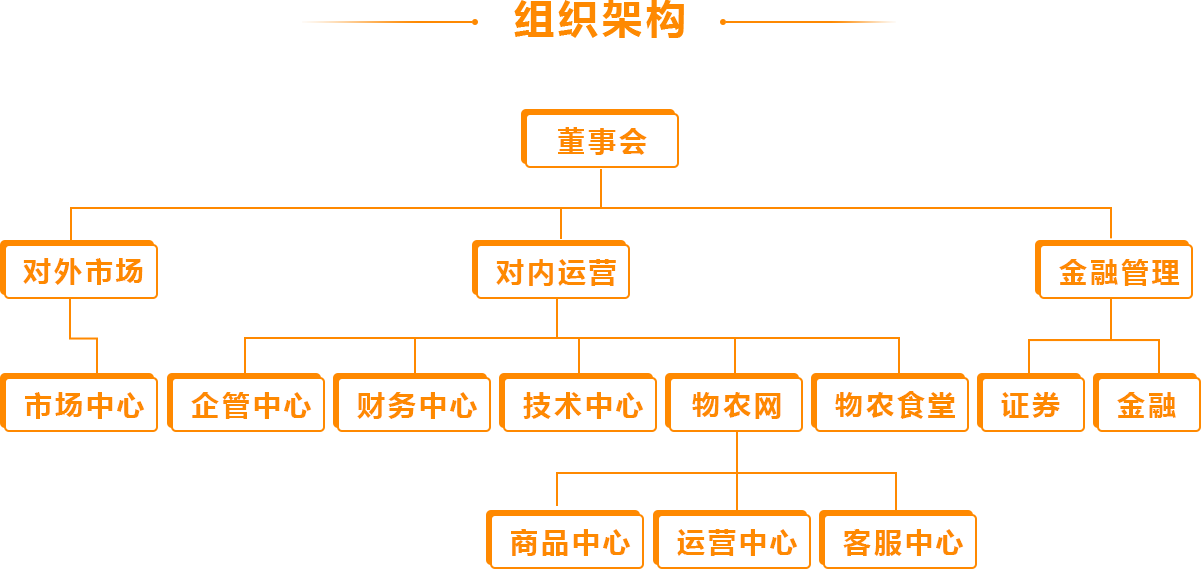 组织架构
董事会
对外市场
对内运营
金融管理
市场中心
企管中心
财务中心
技术中心
物农网
物农食堂
证券
金融
商品中心
运营中心
客服中心